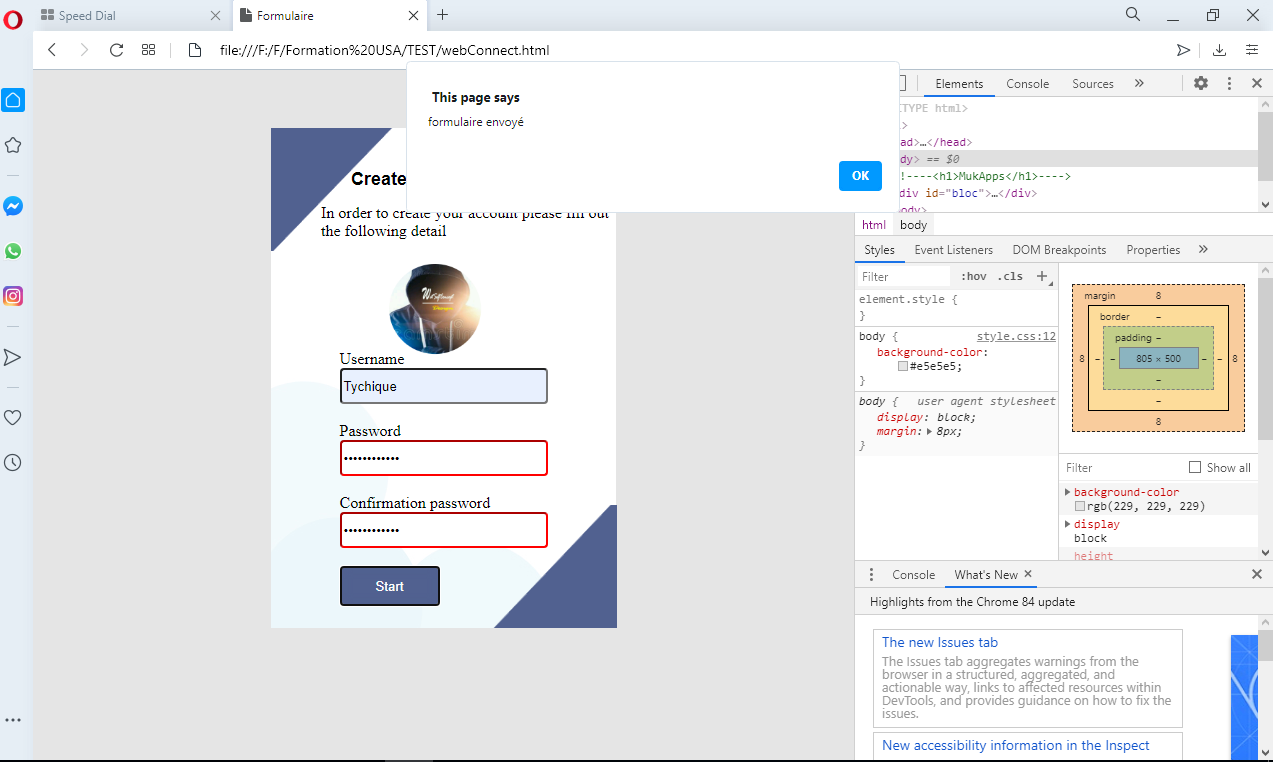 Speed Dial
Formulaire
file:///F:/F/Formation%20USA/TEST/webConnect.html
This page says
formulaire envoyé
OK
Create
In order to create your account please fill out
the following detail
Username
Tychique
Password
••••••••••••
Confirmation password
••••••••••••
Start
Elements Console Sources »
TYPE html>
l>
ad>…</head>
dy> == $0
!----<h1>MukApps</h1>---->
div id="bloc">…</div>
body>
html body
Styles Event Listeners DOM Breakpoints Properties »
Filter :hov .cls +
element.style {
}
body { style.css:12
background-color:
#e5e5e5;
}
body { user agent stylesheet
display: block;
margin: 8px;
}
margin 8
border –
padding –
8 – – 805 × 500 – – 8
–
–
8
Filter Show all
background-color
rgb(229, 229, 229)
display
block
height
Console What's New ×
Highlights from the Chrome 84 update
The new Issues tab
The Issues tab aggregates warnings from the
browser in a structured, aggregated, and
actionable way, links to affected resources within
DevTools, and provides guidance on how to fix the
issues.
New accessibility information in the Inspect